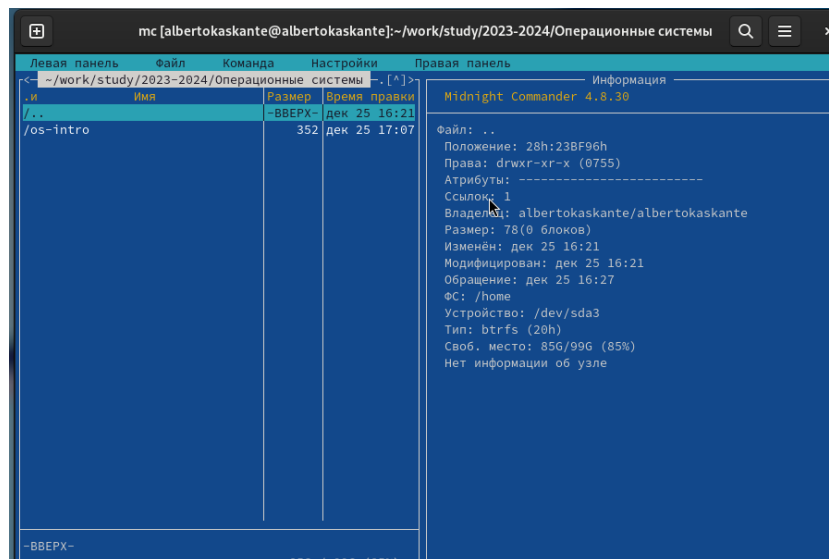 mc [albertokaskante@albertokaskante]:~/work/study/2023-2024/Операционные системы
Левая панель Файл Команда Настройки Правая панель
<- ~/work/study/2023-2024/Операционные системы -.[^]>
.и Имя Размер Время правки
/.. -ВВЕРХ- дек 25 16:21
/os-intro 352 дек 25 17:07
-ВВЕРХ-
Информация
Midnight Commander 4.8.30
Файл: ..
Положение: 28h:23BF96h
Права: drwxr-xr-x (0755)
Атрибуты: -------------------------
Ссылок: 1
Владелец: albertokaskante/albertokaskante
Размер: 78(0 блоков)
Изменён: дек 25 16:21
Модифицирован: дек 25 16:21
Обращение: дек 25 16:27
ФС: /home
Устройство: /dev/sda3
Тип: btrfs (20h)
Своб. место: 85G/99G (85%)
Нет информации об узле